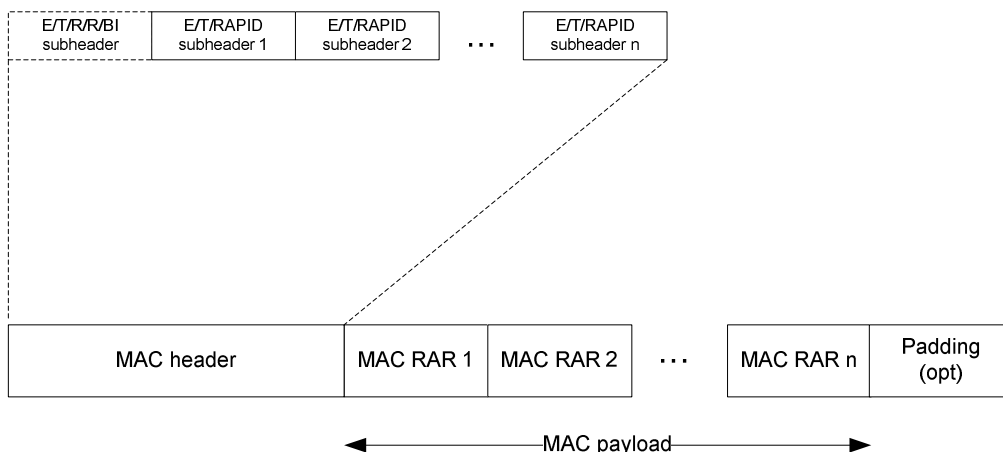 E/T/R/R/BI
subheader
E/T/RAPID
subheader 1
E/T/RAPID
subheader 2
...
E/T/RAPID
subheader n
MAC header
MAC RAR 1
MAC RAR 2
...
MAC RAR n
Padding
(opt)
MAC payload